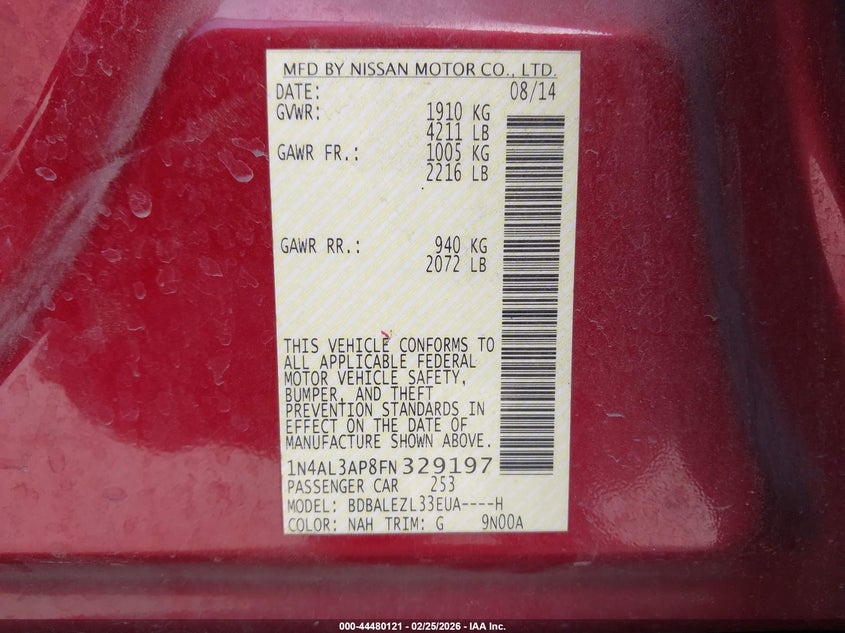 MFD BY NISSAN MOTOR CO., LTD.
DATE: 08/14
GVWR: 1910 KG
4211 LB
GAWR FR.: 1005 KG
2216 LB
GAWR RR.: 940 KG
2072 LB
THIS VEHICLE CONFORMS TO
ALL APPLICABLE FEDERAL
MOTOR VEHICLE SAFETY,
BUMPER, AND THEFT
PREVENTION STANDARDS IN
EFFECT ON THE DATE OF
MANUFACTURE SHOWN ABOVE.
1N4AL3AP8FN329197
PASSENGER CAR 253
MODEL: BDBALEZL33EUA----H
COLOR: NAH TRIM: G 9N00A
000-44480121 - 02/25/2026 - IAA Inc.